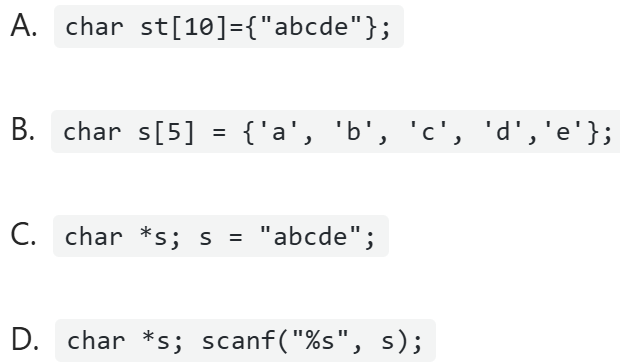 A. char st[10]={"abcde"};
B. char s[5] = {'a', 'b', 'c', 'd','e'};
C. char *s; s = "abcde";
D. char *s; scanf("%s", s);